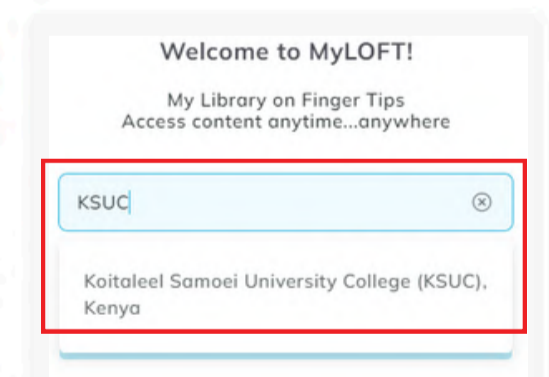 Welcome to MyLOFT!
My Library on Finger Tips
Access content anytime...anywhere
KSUC
Koitaleel Samoei University College (KSUC),
Kenya